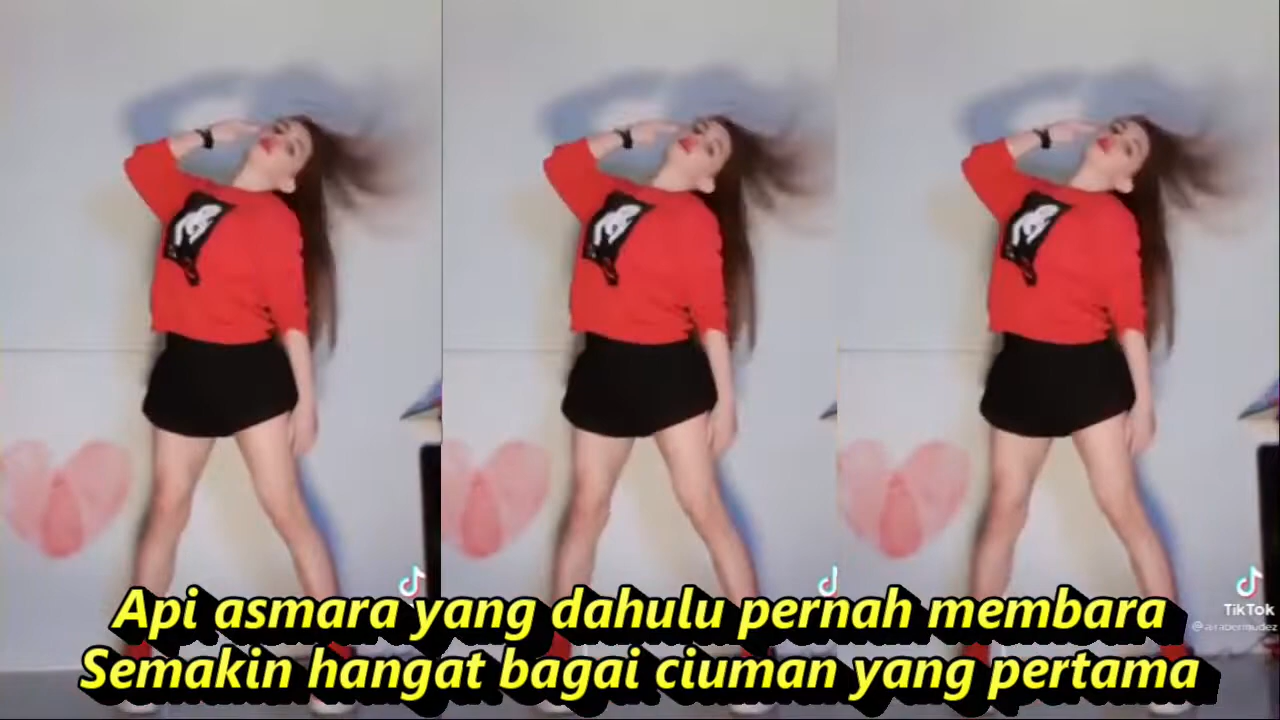 Api asmara yang dahulu pernah membara
Semakin hangat bagai ciuman yang pertama
TikTok